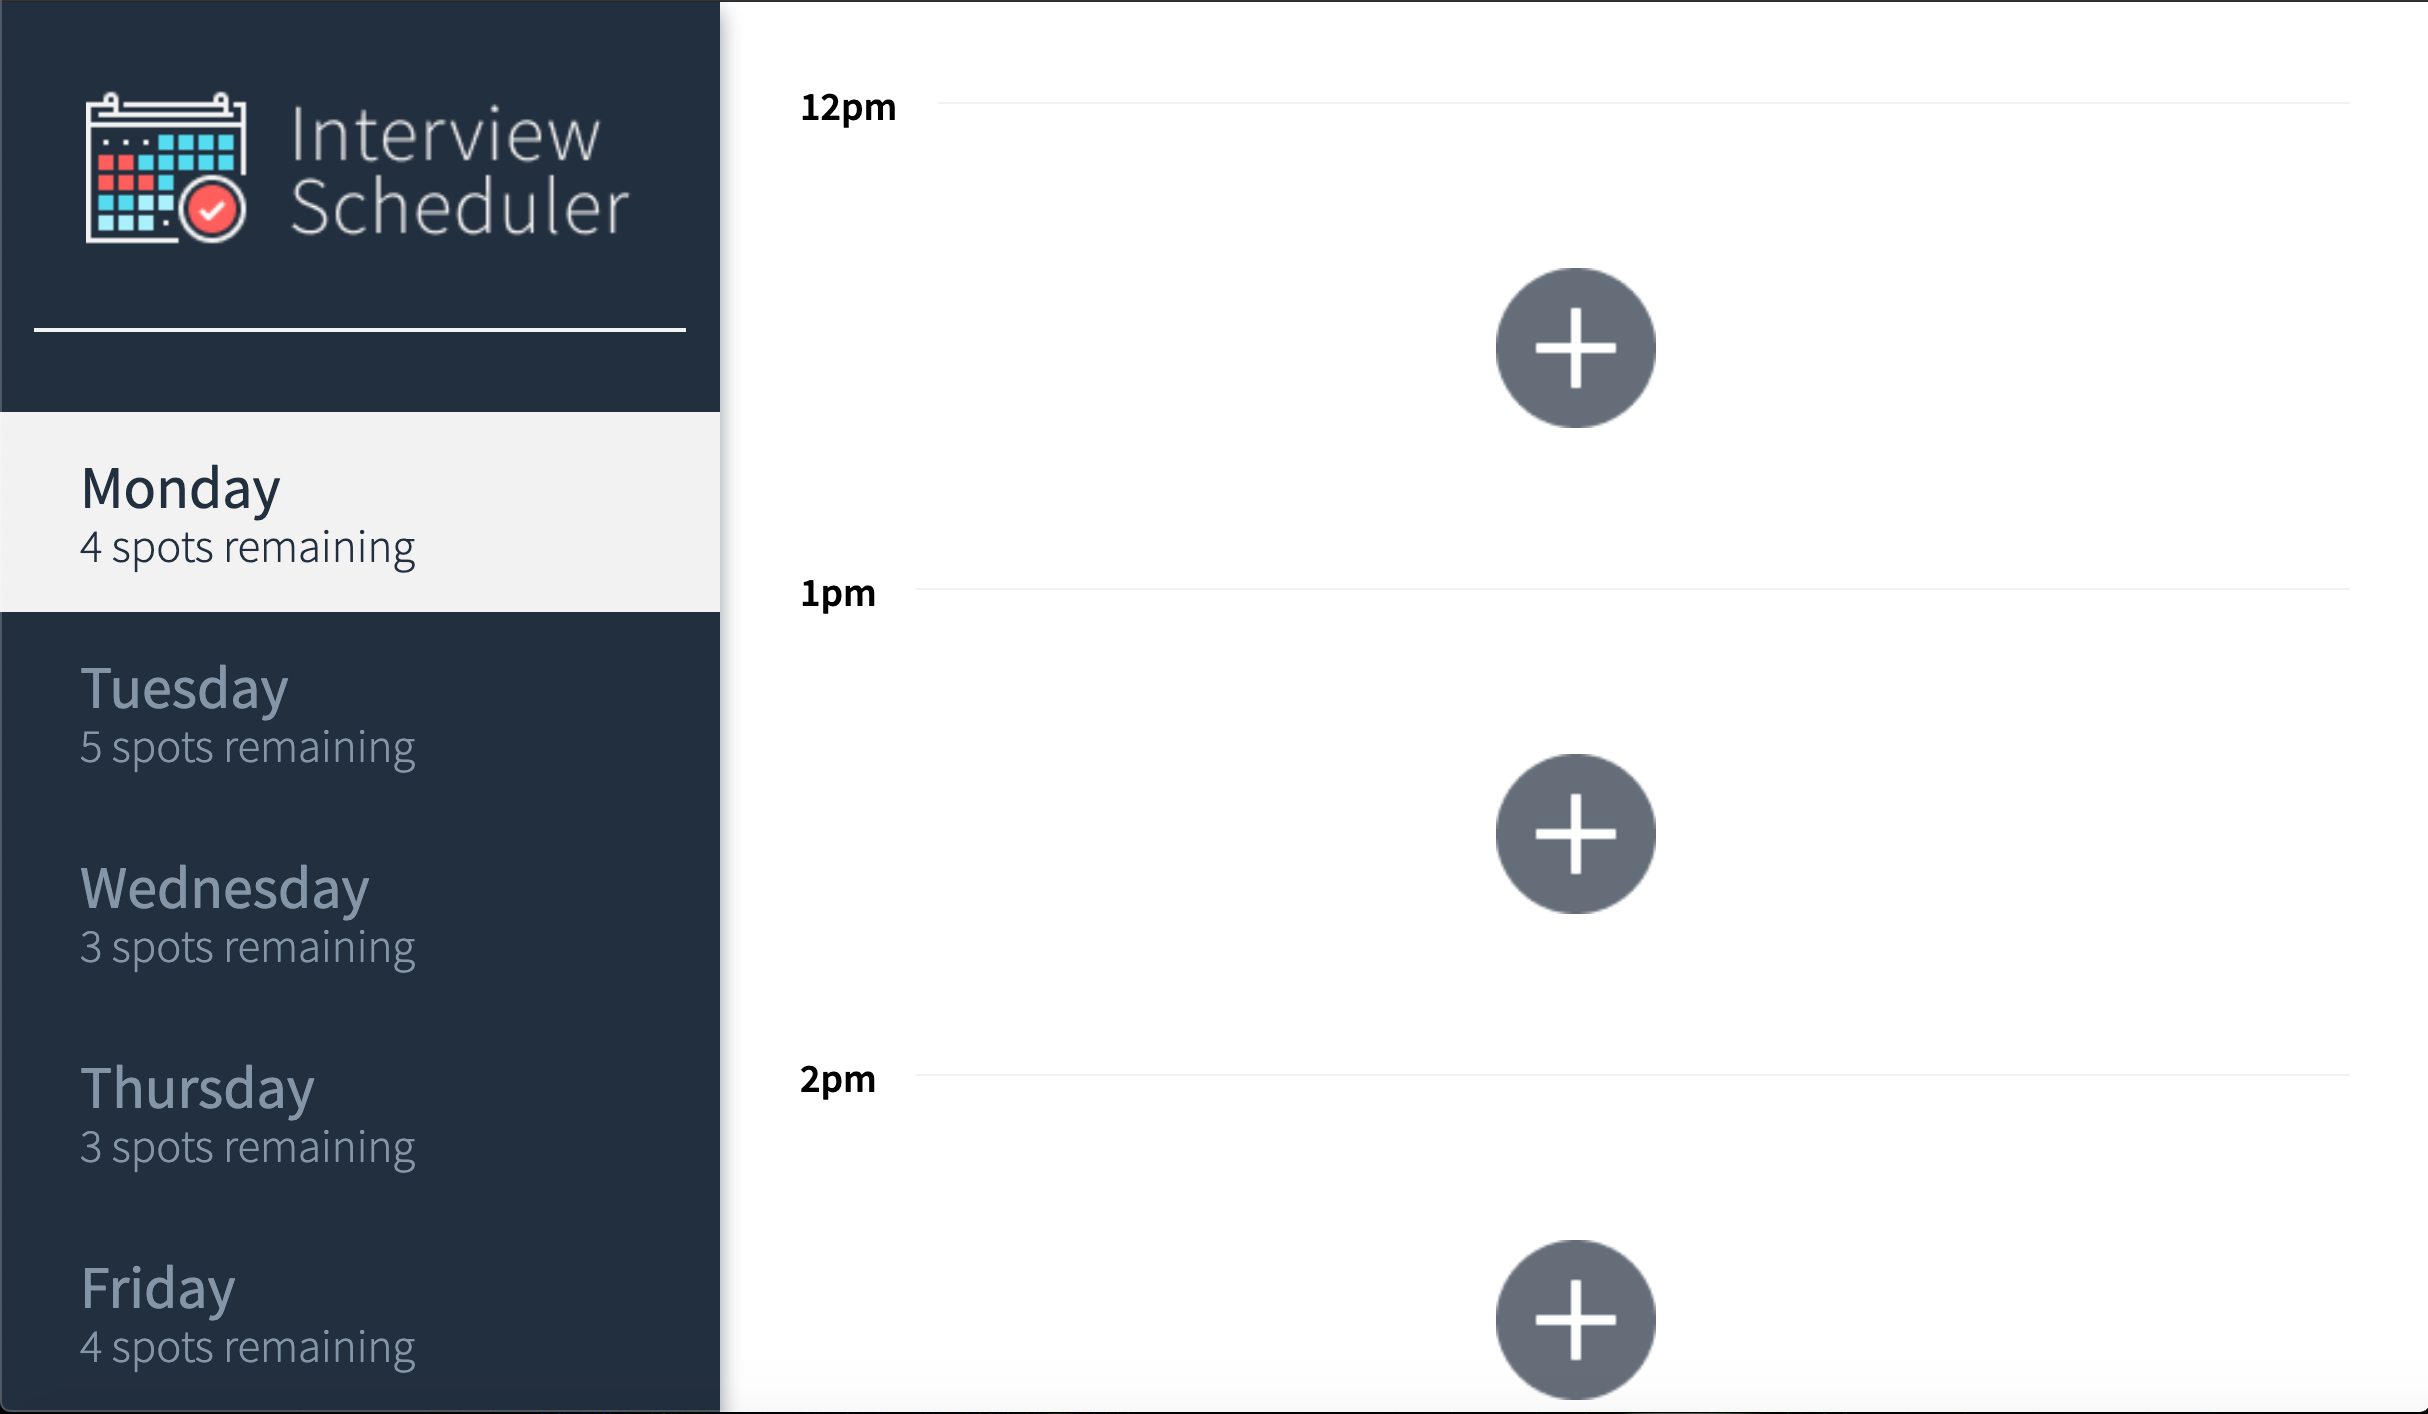 Interview
Scheduler
Monday
4 spots remaining
Tuesday
5 spots remaining
Wednesday
3 spots remaining
Thursday
3 spots remaining
Friday
4 spots remaining
12pm
1pm
2pm